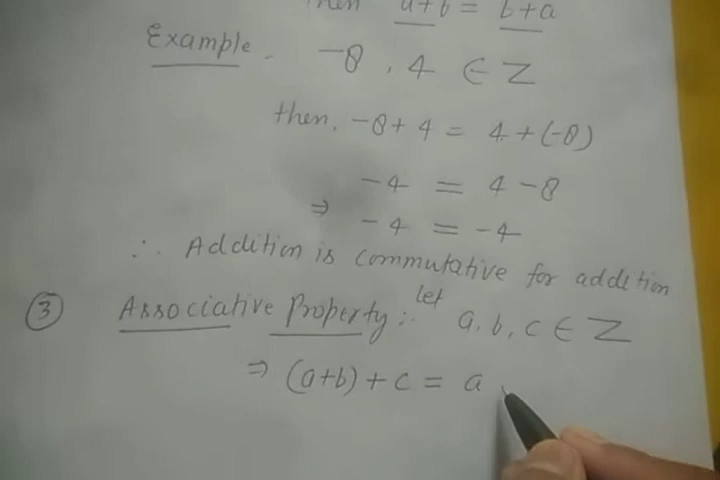 Then a+b = b+a
Example. -8, 4 ∈ Z
then, -8+4 = 4+(-8)
-4 = 4-8
⇒ -4 = -4
∴ Addition is commutative for addition
③ Associative Property:- let a, b, c ∈ Z
⇒ (a+b)+c = a